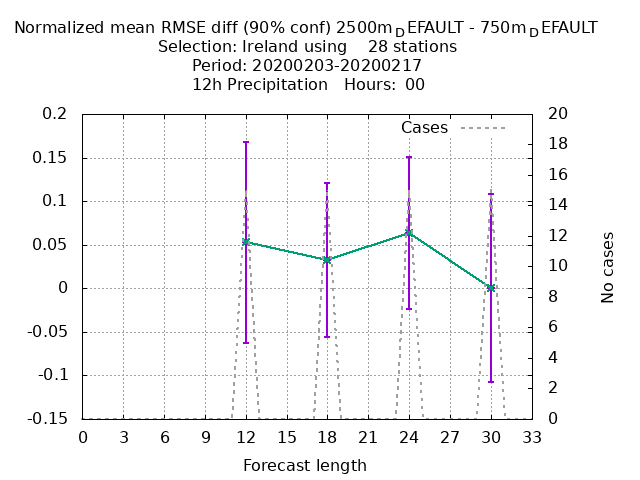 Normalized mean RMSE diff (90% conf) 2500m_DEFAULT - 750m_DEFAULT
Selection: Ireland using    28 stations
Period: 20200203-20200217
12h Precipitation   Hours:  00
Cases
0.2
0.15
0.1
0.05
0
-0.05
-0.1
-0.15
20
18
16
14
12
10
8
6
4
2
0
No cases
0 3 6 9 12 15 18 21 24 27 30 33
Forecast length